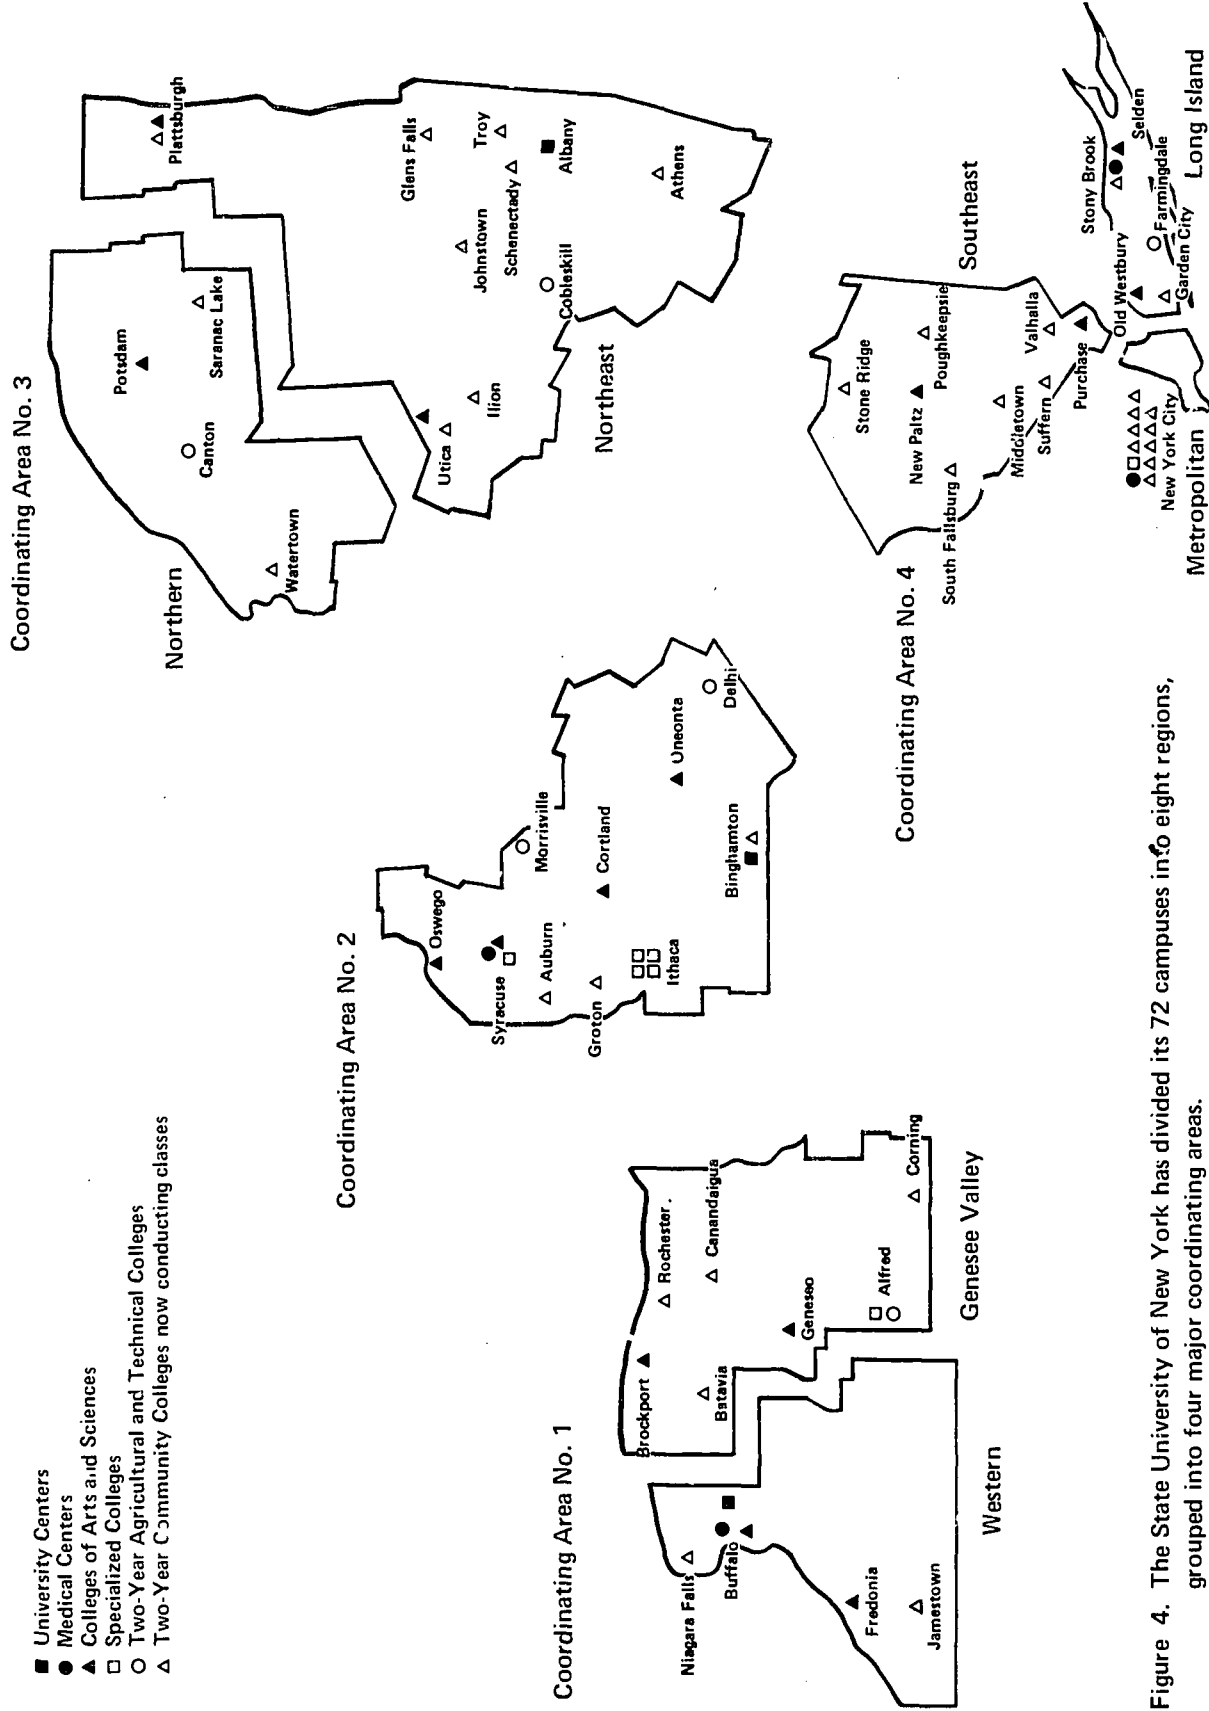 ■ University Centers
● Medical Centers
▲ Colleges of Arts and Sciences
□ Specialized Colleges
○ Two-Year Agricultural and Technical Colleges
△ Two-Year Community Colleges now conducting classes
Coordinating Area No. 1
Niagara Falls
Buffalo
Fredonia
Jamestown
Western
Brockport
Rochester
Batavia
Canandaigua
Geneseo
Alfred
Corning
Genesee Valley
Coordinating Area No. 2
Oswego
Syracuse
Auburn
Morrisville
Groton
Cortland
Ithaca
Oneonta
Delhi
Binghamton
Coordinating Area No. 3
Potsdam
Canton
Saranac Lake
Watertown
Northern
Plattsburgh
Glens Falls
Utica
Ilion
Johnstown
Schenectady
Troy
Albany
Cobleskill
Athens
Northeast
Coordinating Area No. 4
Stone Ridge
New Paltz
Poughkeepsie
South Fallsburg
Middletown
Suffern
Valhalla
Purchase
Southeast
New York City
Metropolitan
Old Westbury
Stony Brook
Selden
Farmingdale
Garden City
Long Island
Figure 4. The State University of New York has divided its 72 campuses into eight regions,
grouped into four major coordinating areas.